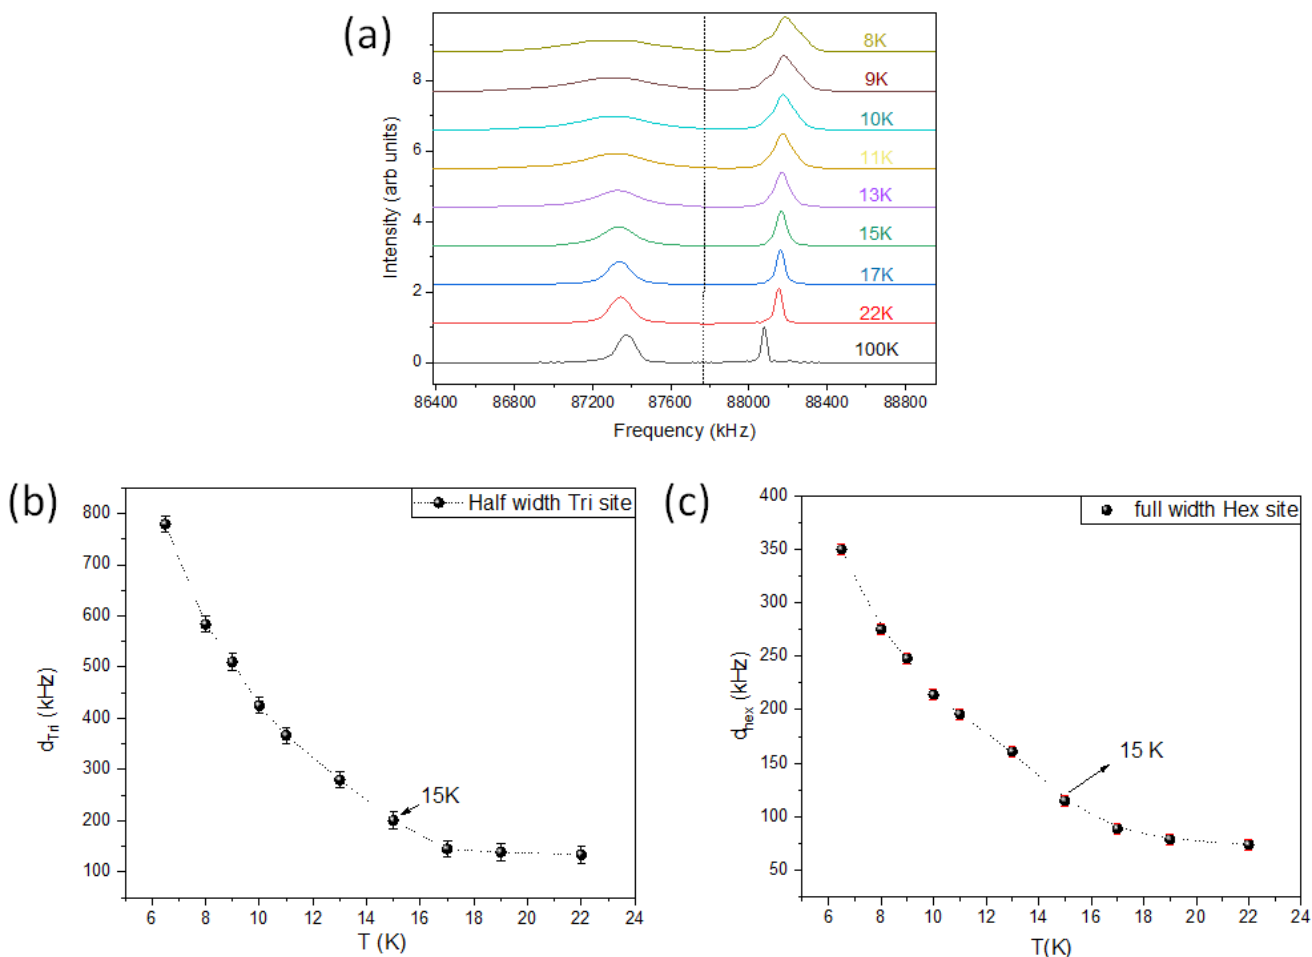 (a)
Intensity (arb units)
8
6
4
2
0
8K
9K
10K
11K
13K
15K
17K
22K
100K
86400 86800 87200 87600 88000 88400 88800
Frequency (kHz)
(b)
Half width Tri site
d_Tri (kHz)
800
700
600
500
400
300
200
100
15K
6 8 10 12 14 16 18 20 22 24
T (K)
(c)
full width Hex site
d_hex (kHz)
400
350
300
250
200
150
100
50
15 K
6 8 10 12 14 16 18 20 22 24
T(K)